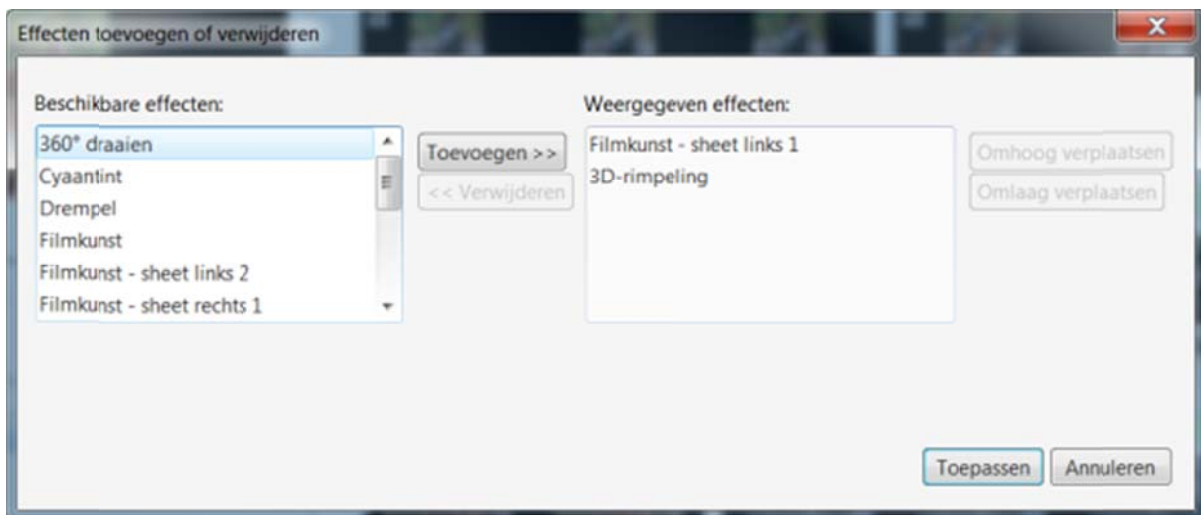 Effecten toevoegen of verwijderen
Beschikbare effecten:
360° draaien
Cyaantint
Drempel
Filmkunst
Filmkunst - sheet links 2
Filmkunst - sheet rechts 1
Toevoegen >>
<< Verwijderen
Weergegeven effecten:
Filmkunst - sheet links 1
3D-rimpeling
Omhoog verplaatsen
Omlaag verplaatsen
Toepassen
Annuleren